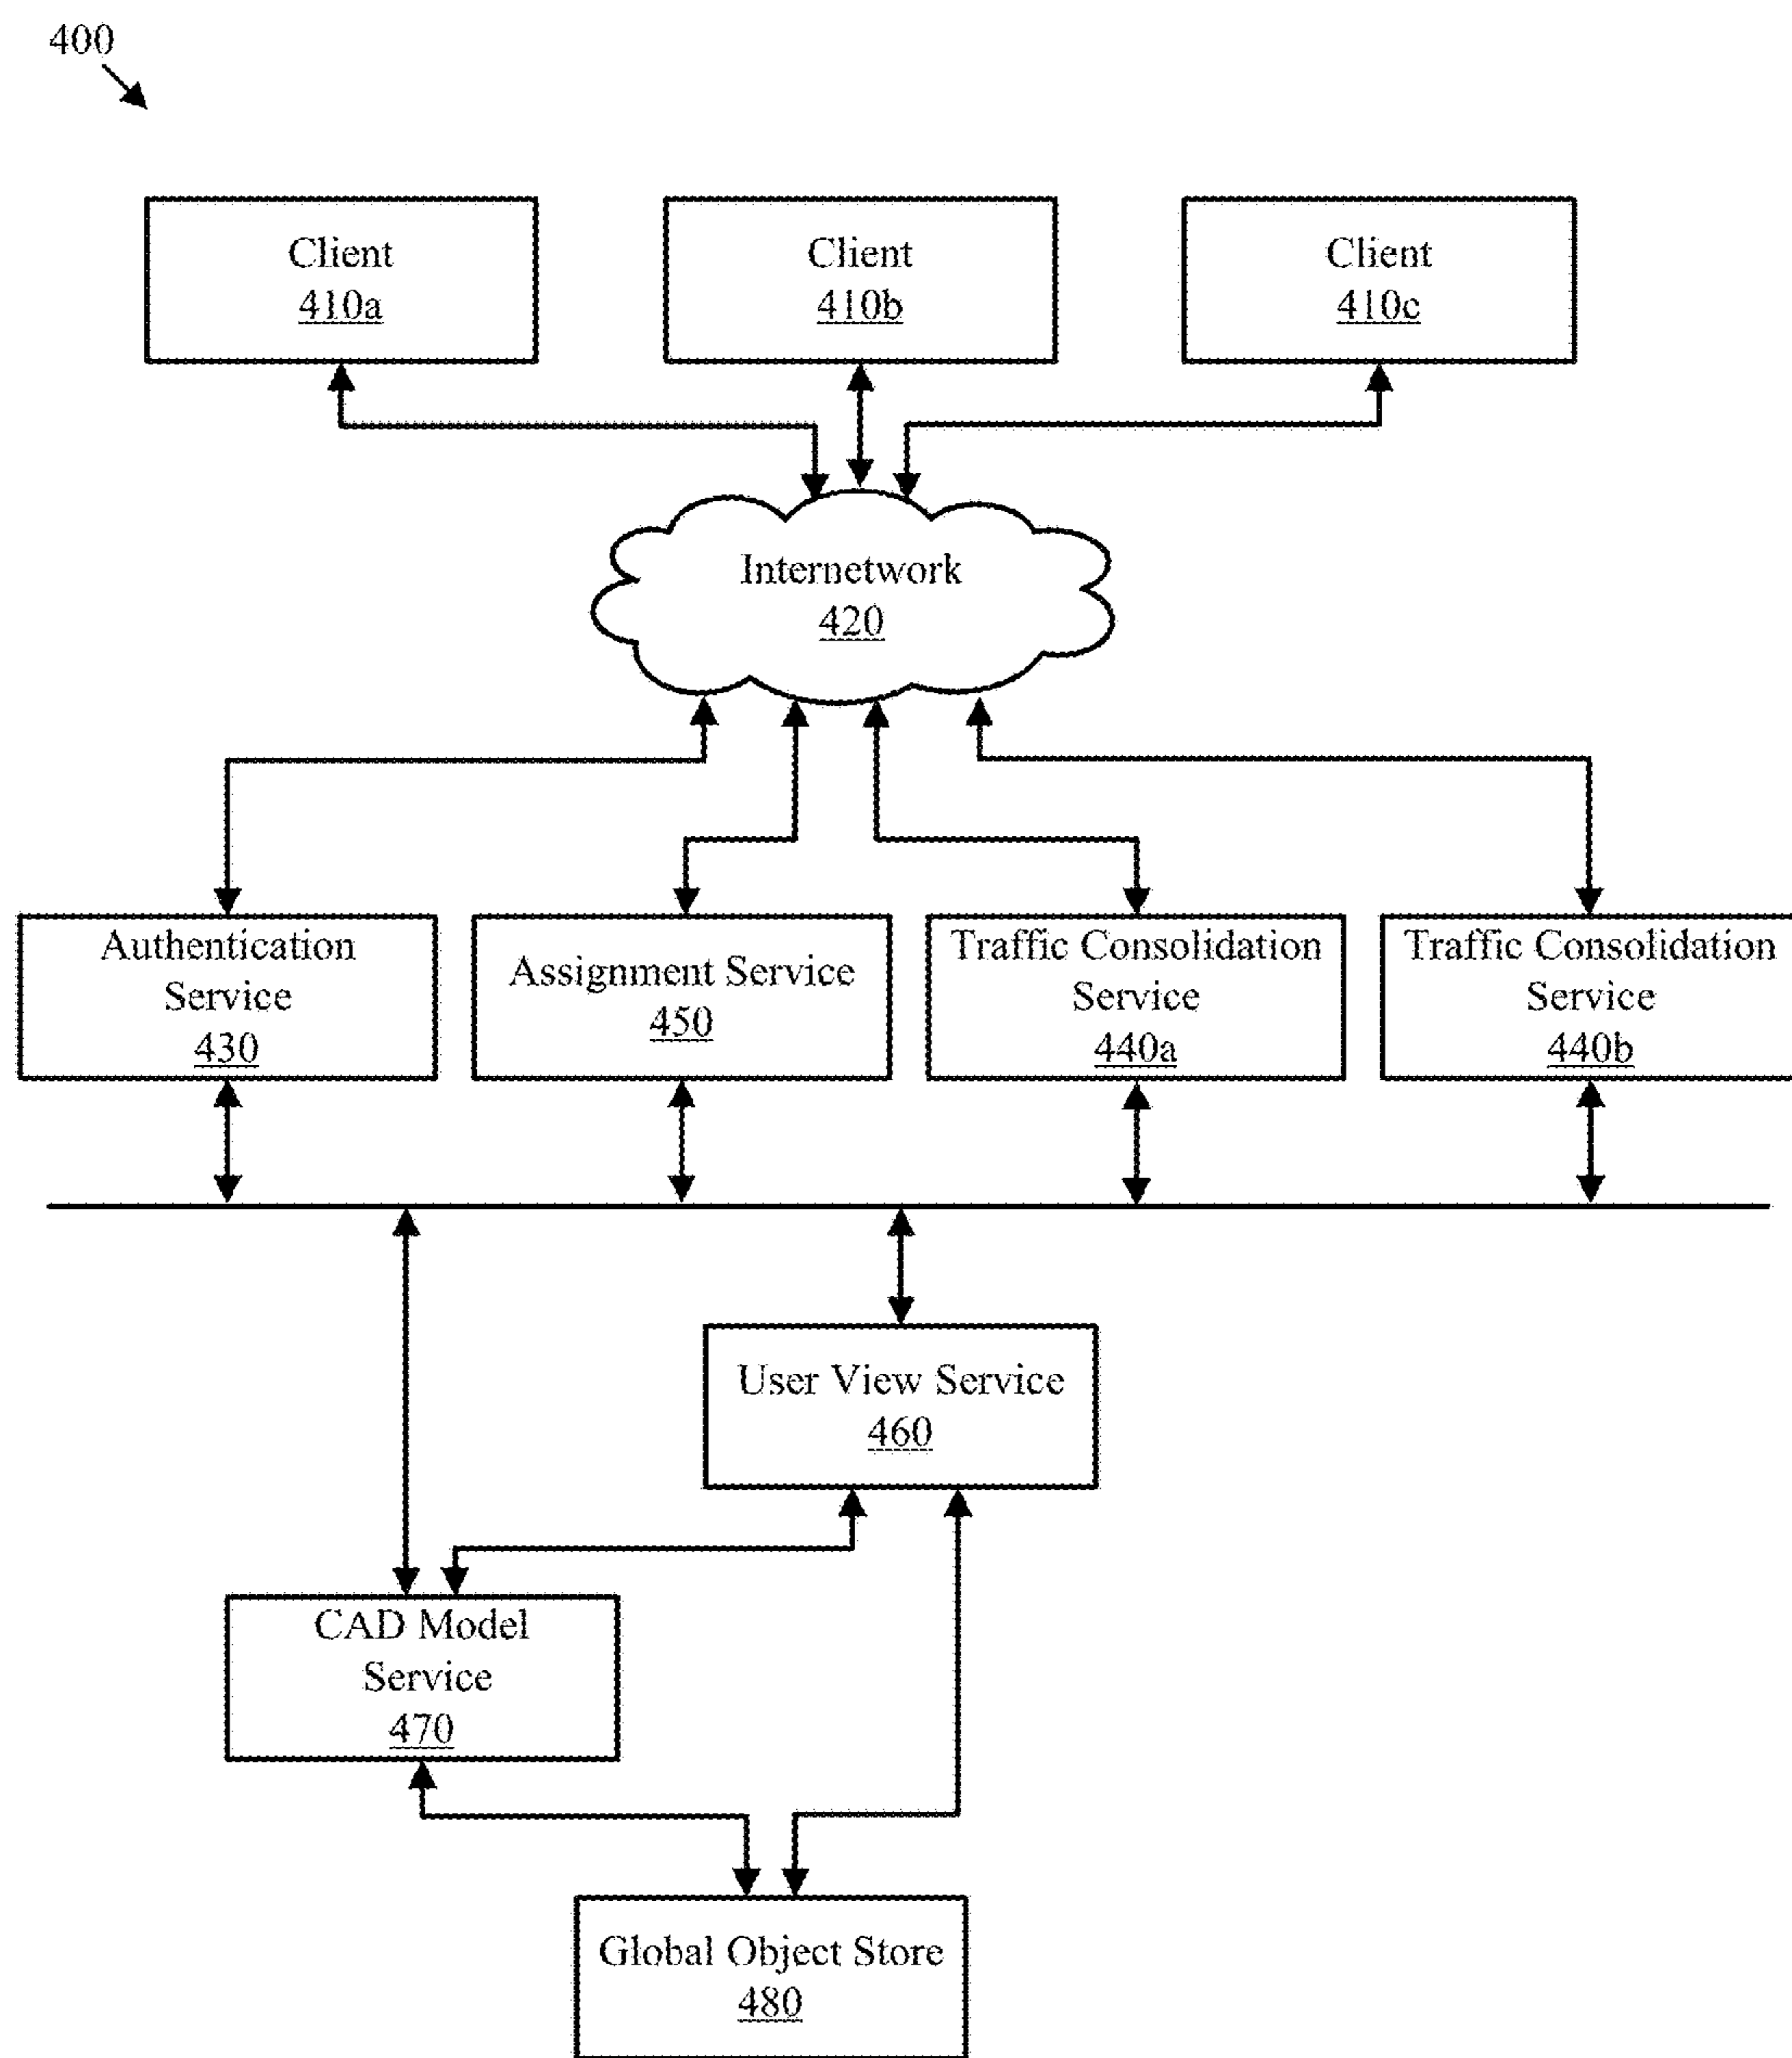 400
Client
410a
Client
410b
Client
410c
Internetwork
420
Authentication
Service
430
Assignment Service
450
Traffic Consolidation
Service
440a
Traffic Consolidation
Service
440b
User View Service
460
CAD Model
Service
470
Global Object Store
480